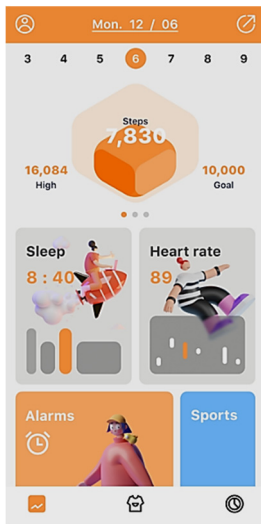 Mon. 12 / 06
3 4 5 6 7 8 9
Steps
7,830
16,084
High
10,000
Goal
Sleep
8 : 40
Heart rate
89
Alarms
Sports